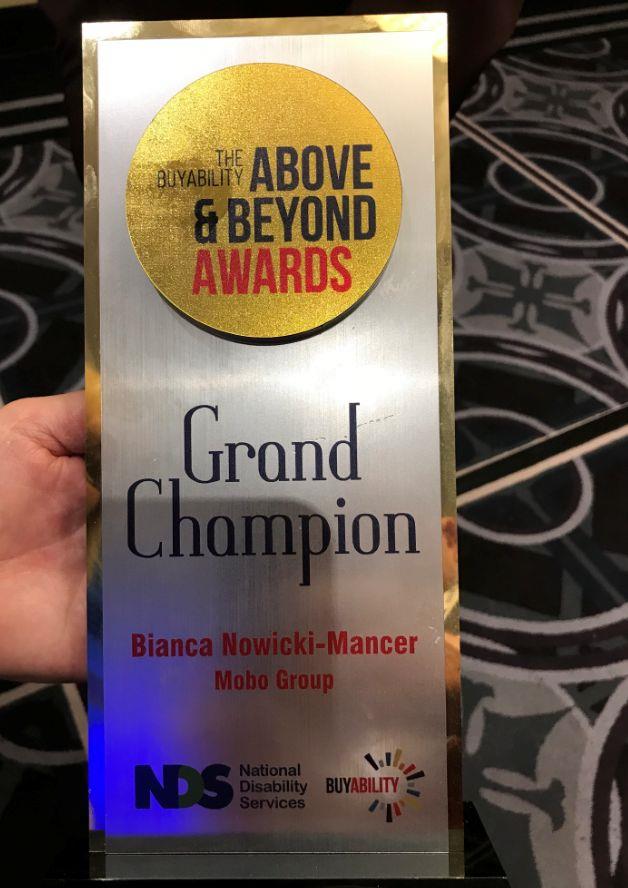 THE
BUYABILITY ABOVE
& BEYOND
AWARDS
Grand
Champion
Bianca Nowicki-Mancer
Mobo Group
NDS National
Disability
Services
BUYABILITY